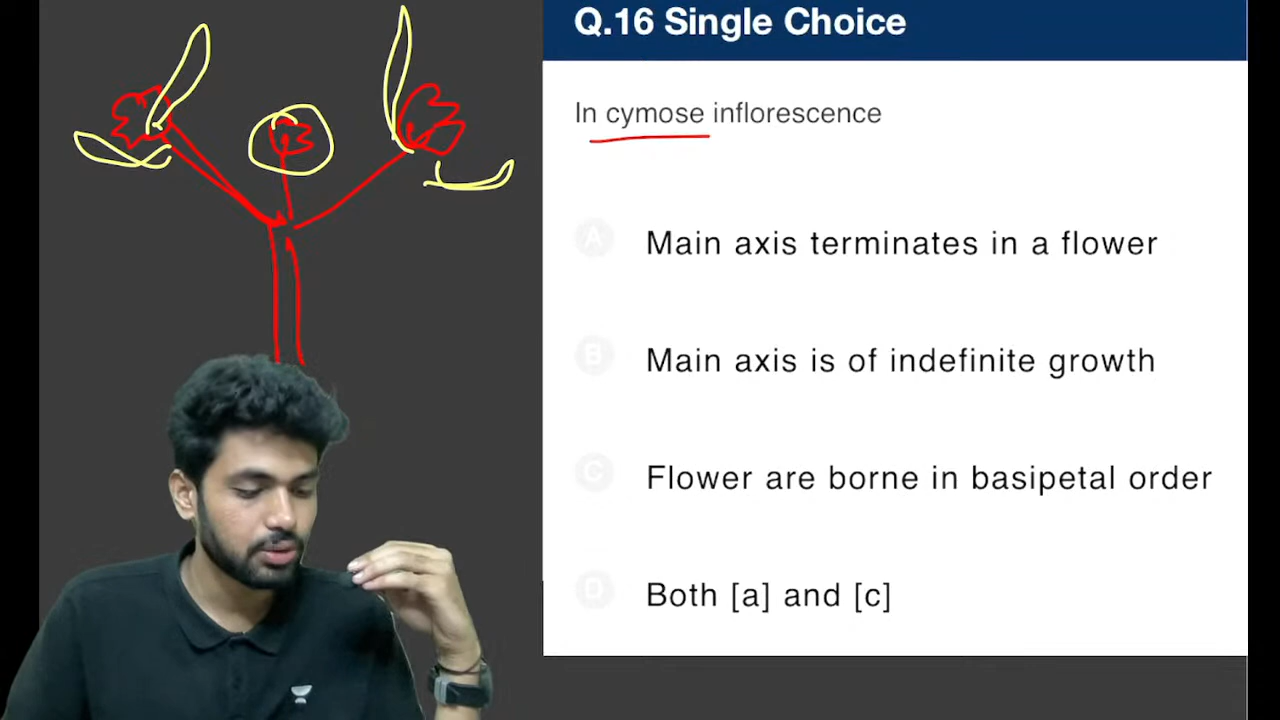 Q.16 Single Choice
In cymose inflorescence
A Main axis terminates in a flower
B Main axis is of indefinite growth
C Flower are borne in basipetal order
D Both [a] and [c]